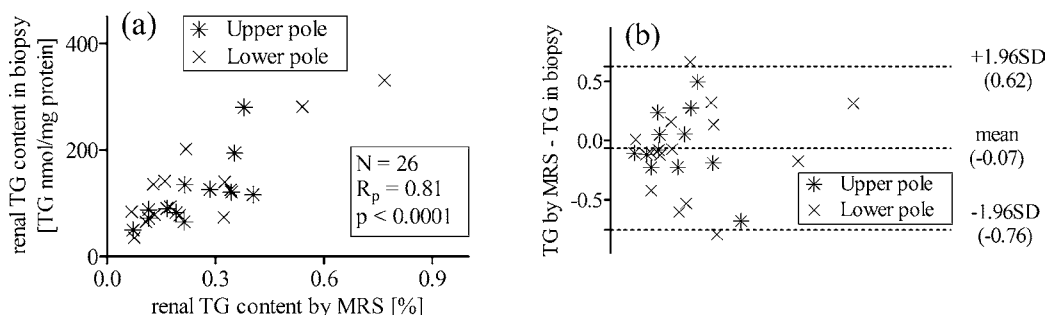 (a)
Upper pole
Lower pole
renal TG content in biopsy
[TG nmol/mg protein]
400
200
0
N = 26
Rp = 0.81
p < 0.0001
0.0 0.3 0.6 0.9
renal TG content by MRS [%]
(b)
TG by MRS - TG in biopsy
0.5
0.0
-0.5
+1.96SD
(0.62)
mean
(-0.07)
Upper pole
Lower pole
-1.96SD
(-0.76)